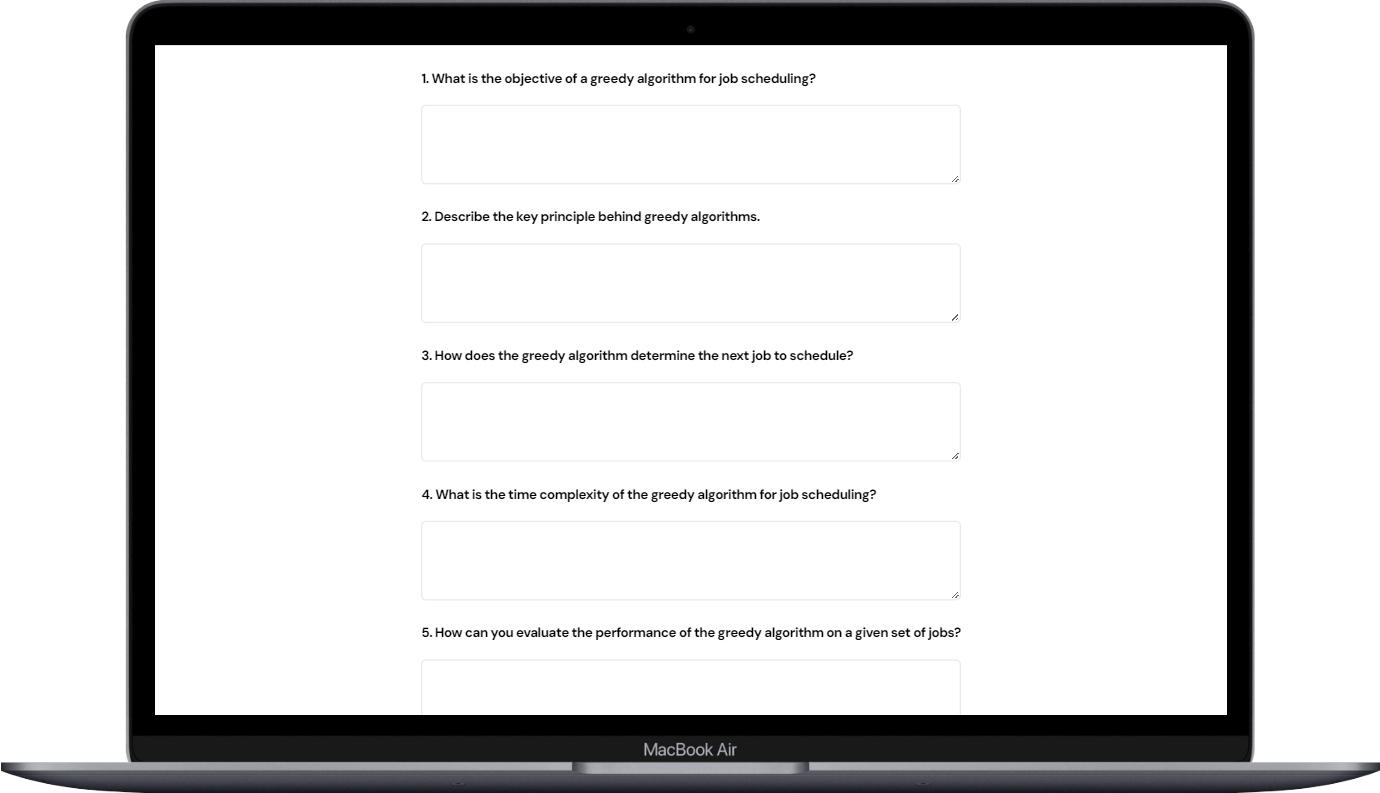 1. What is the objective of a greedy algorithm for job scheduling?
2. Describe the key principle behind greedy algorithms.
3. How does the greedy algorithm determine the next job to schedule?
4. What is the time complexity of the greedy algorithm for job scheduling?
5. How can you evaluate the performance of the greedy algorithm on a given set of jobs?
MacBook Air